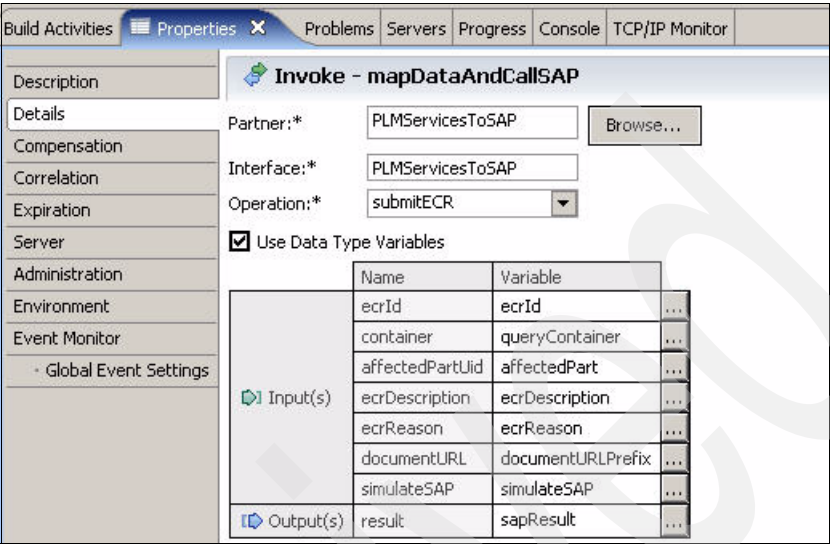 Build Activities Properties Problems Servers Progress Console TCP/IP Monitor
Invoke - mapDataAndCallSAP
Description
Details
Compensation
Correlation
Expiration
Server
Administration
Environment
Event Monitor
Global Event Settings
Partner:* PLMServicesToSAP Browse...
Interface:* PLMServicesToSAP
Operation:* submitECR
Use Data Type Variables
Name Variable
Input(s)
ecrId ecrId ...
container queryContainer ...
affectedPartUid affectedPart ...
ecrDescription ecrDescription ...
ecrReason ecrReason ...
documentURL documentURLPrefix ...
simulateSAP simulateSAP ...
Output(s) result sapResult ...